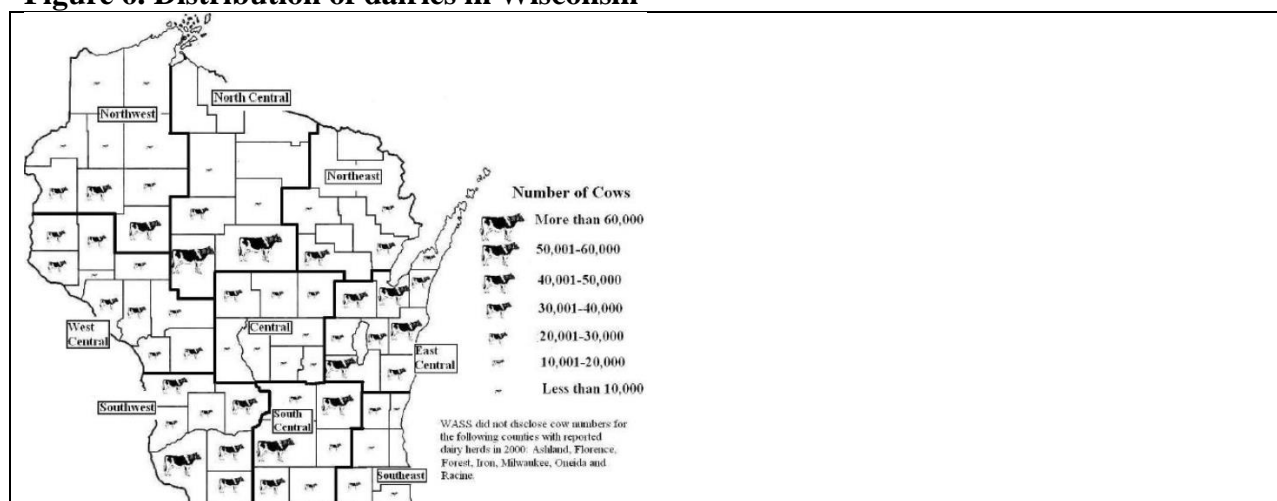 Figure 6. Distribution of dairies in Wisconsin
North Central
Northwest
Northeast
Number of Cows
More than 60,000
50,001-60,000
40,001-50,000
30,001-40,000
20,001-30,000
10,001-20,000
Less than 10,000
West
Central
Central
East
Central
Southwest
South
Central
Southeast
WASS did not disclose cow numbers for
the following counties with reported
dairy herds in 2000: Ashland, Florence,
Forest, Iron, Milwaukee, Oneida and
Racine.